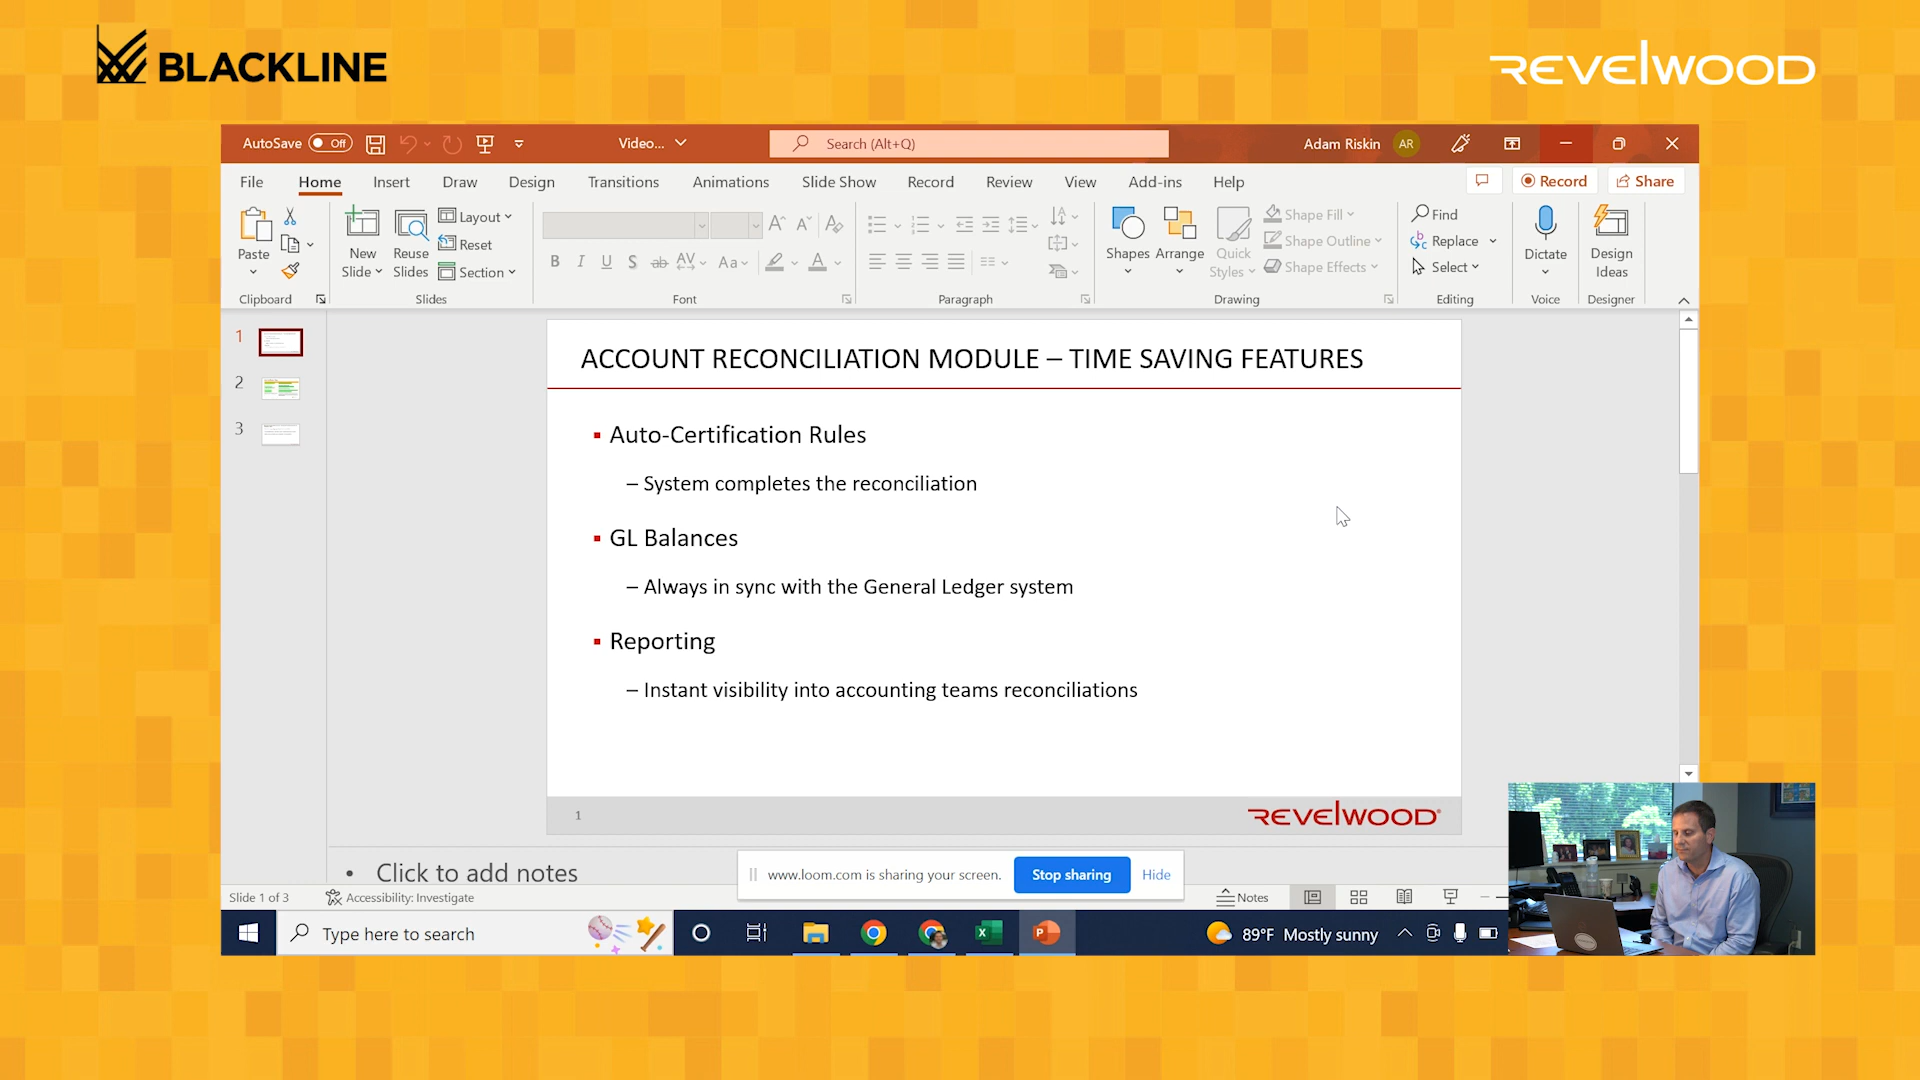 BLACKLINE
REVELWOOD
AutoSave Off Video... Search (Alt+Q) Adam Riskin AR
File Home Insert Draw Design Transitions Animations Slide Show Record Review View Add-ins Help Record Share
Paste
New Slide
Reuse Slides
Layout
Reset
Section
B I U S ab AV Aa A
Shapes
Arrange
Quick Styles
Shape Fill
Shape Outline
Shape Effects
Find
Replace
Select
Dictate
Design Ideas
Clipboard Slides Font Paragraph Drawing Editing Voice Designer
1
2
3
ACCOUNT RECONCILIATION MODULE – TIME SAVING FEATURES
▪ Auto-Certification Rules
– System completes the reconciliation
▪ GL Balances
– Always in sync with the General Ledger system
▪ Reporting
– Instant visibility into accounting teams reconciliations
1
REVELWOOD®
• Click to add notes
www.loom.com is sharing your screen. Stop sharing Hide
Slide 1 of 3 Accessibility: Investigate Notes
Type here to search 89°F Mostly sunny